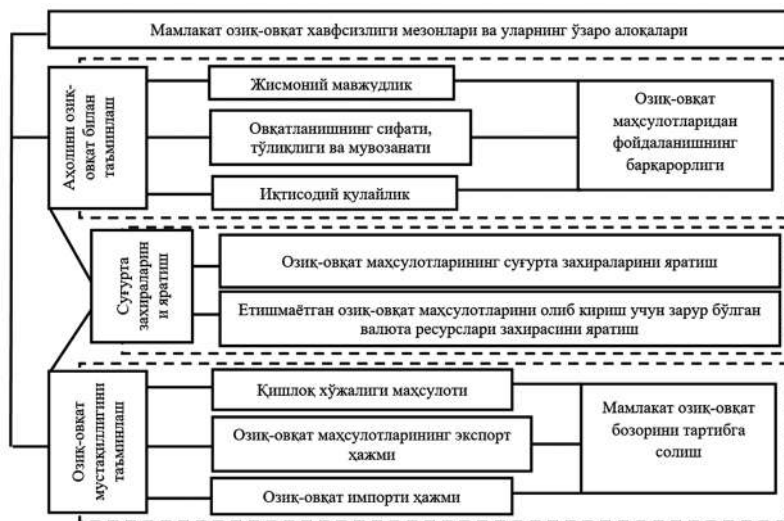 Мамлакат озиқ-овқат хавфсизлиги мезонлари ва уларнинг ўзаро алоқалари
Аҳолини озиқ-
овқат билан
таъминлаш
Жисмоний мавжудлик
Овқатланишнинг сифати,
тўлиқлиги ва мувозанати
Иқтисодий қулайлик
Озиқ-овқат
маҳсулотларидан
фойдаланишнинг
барқарорлиги
Суғурта
захираларин
и яратиш
Озиқ-овқат маҳсулотларининг суғурта захираларини яратиш
Етишмаётган озиқ-овқат маҳсулотларини олиб кириш учун зарур бўлган
валюта ресурслари захирасини яратиш
Озиқ-овқат
мустақиллигини
таъминлаш
Қишлоқ хўжалиги маҳсулоти
Озиқ-овқат маҳсулотларининг экспорт
ҳажми
Озиқ-овқат импорти ҳажми
Мамлакат озиқ-овқат
бозорини тартибга
солиш